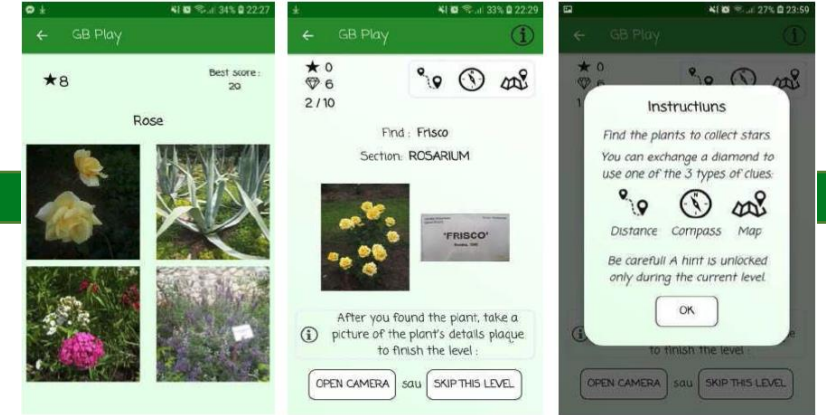 34% 22:27
GB Play
8
Best score:
20
Rose
33% 22:29
GB Play
0
6
2 / 10
Find : Frisco
Section: ROSARIUM
'FRISCO'
After you found the plant, take a
picture of the plant's details plaque
to finish the level :
OPEN CAMERA sau SKIP THIS LEVEL
27% 23:59
GB Play
0
6
1
Instructiuns
Find the plants to collect stars.
You can exchange a diamond to
use one of the 3 types of clues:
Distance Compass Map
Be carefull A hint is unlocked
only during the current level.
OK
to finish the level :
OPEN CAMERA sau SKIP THIS LEVEL